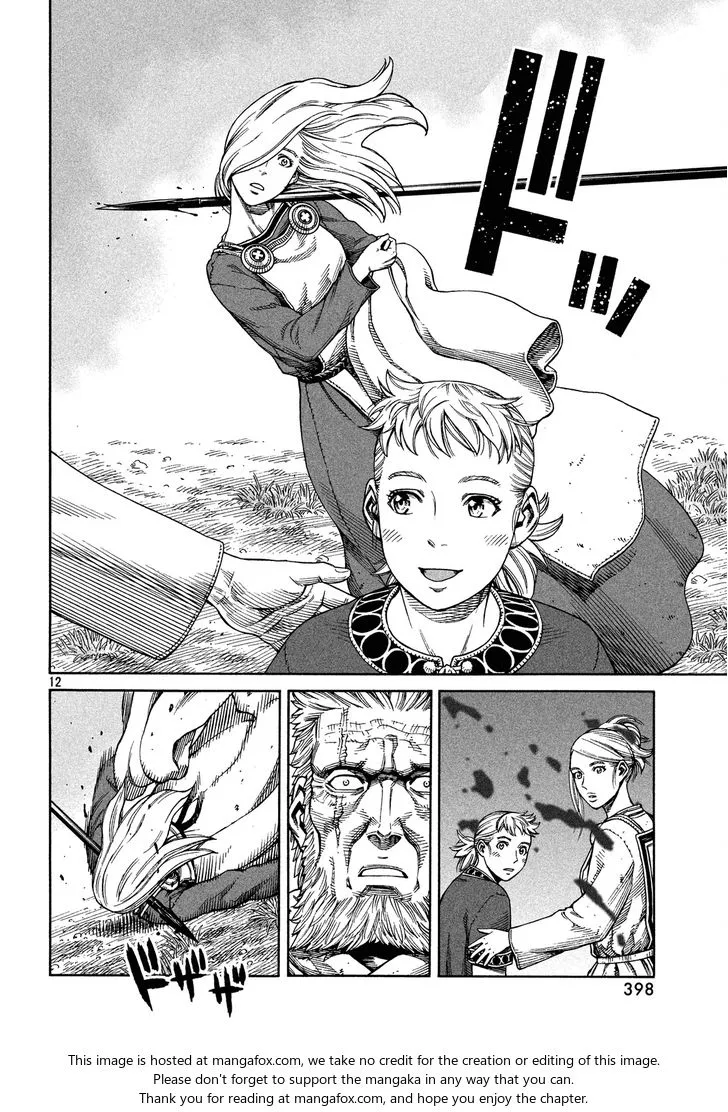 ドドッ
12
ドザザ
398
This image is hosted at mangafox.com, we take no credit for the creation or editing of this image.
Please don't forget to support the mangaka in any way that you can.
Thank you for reading at mangafox.com, and hope you enjoy the chapter.